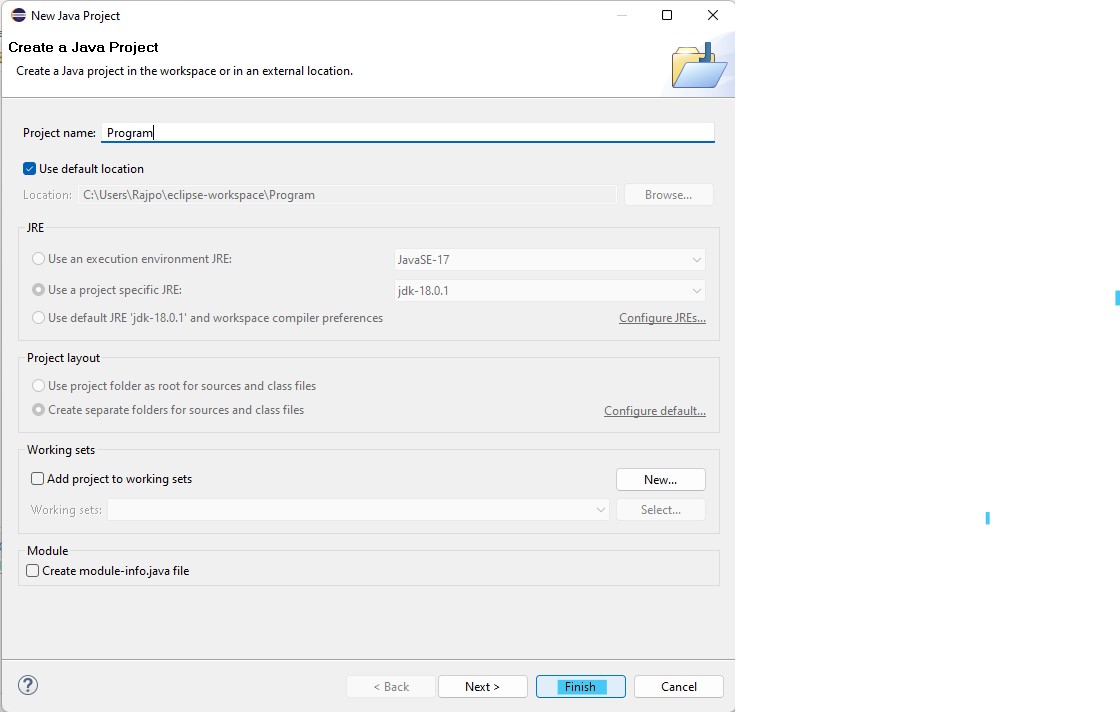 New Java Project
Create a Java Project
Create a Java project in the workspace or in an external location.
Project name: Program
Use default location
Location: C:\Users\Rajpo\eclipse-workspace\Program Browse...
JRE
Use an execution environment JRE: JavaSE-17
Use a project specific JRE: jdk-18.0.1
Use default JRE 'jdk-18.0.1' and workspace compiler preferences Configure JREs...
Project layout
Use project folder as root for sources and class files
Create separate folders for sources and class files Configure default...
Working sets
Add project to working sets New...
Working sets: Select...
Module
Create module-info.java file
? < Back Next > Finish Cancel